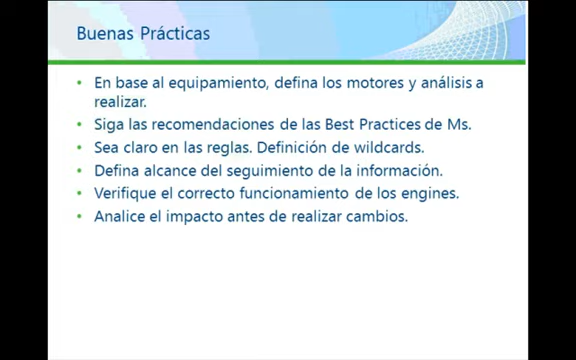 Buenas Prácticas
• En base al equipamiento, defina los motores y análisis a
realizar.
• Siga las recomendaciones de las Best Practices de Ms.
• Sea claro en las reglas. Definición de wildcards.
• Defina alcance del seguimiento de la información.
• Verifique el correcto funcionamiento de los engines.
• Analice el impacto antes de realizar cambios.